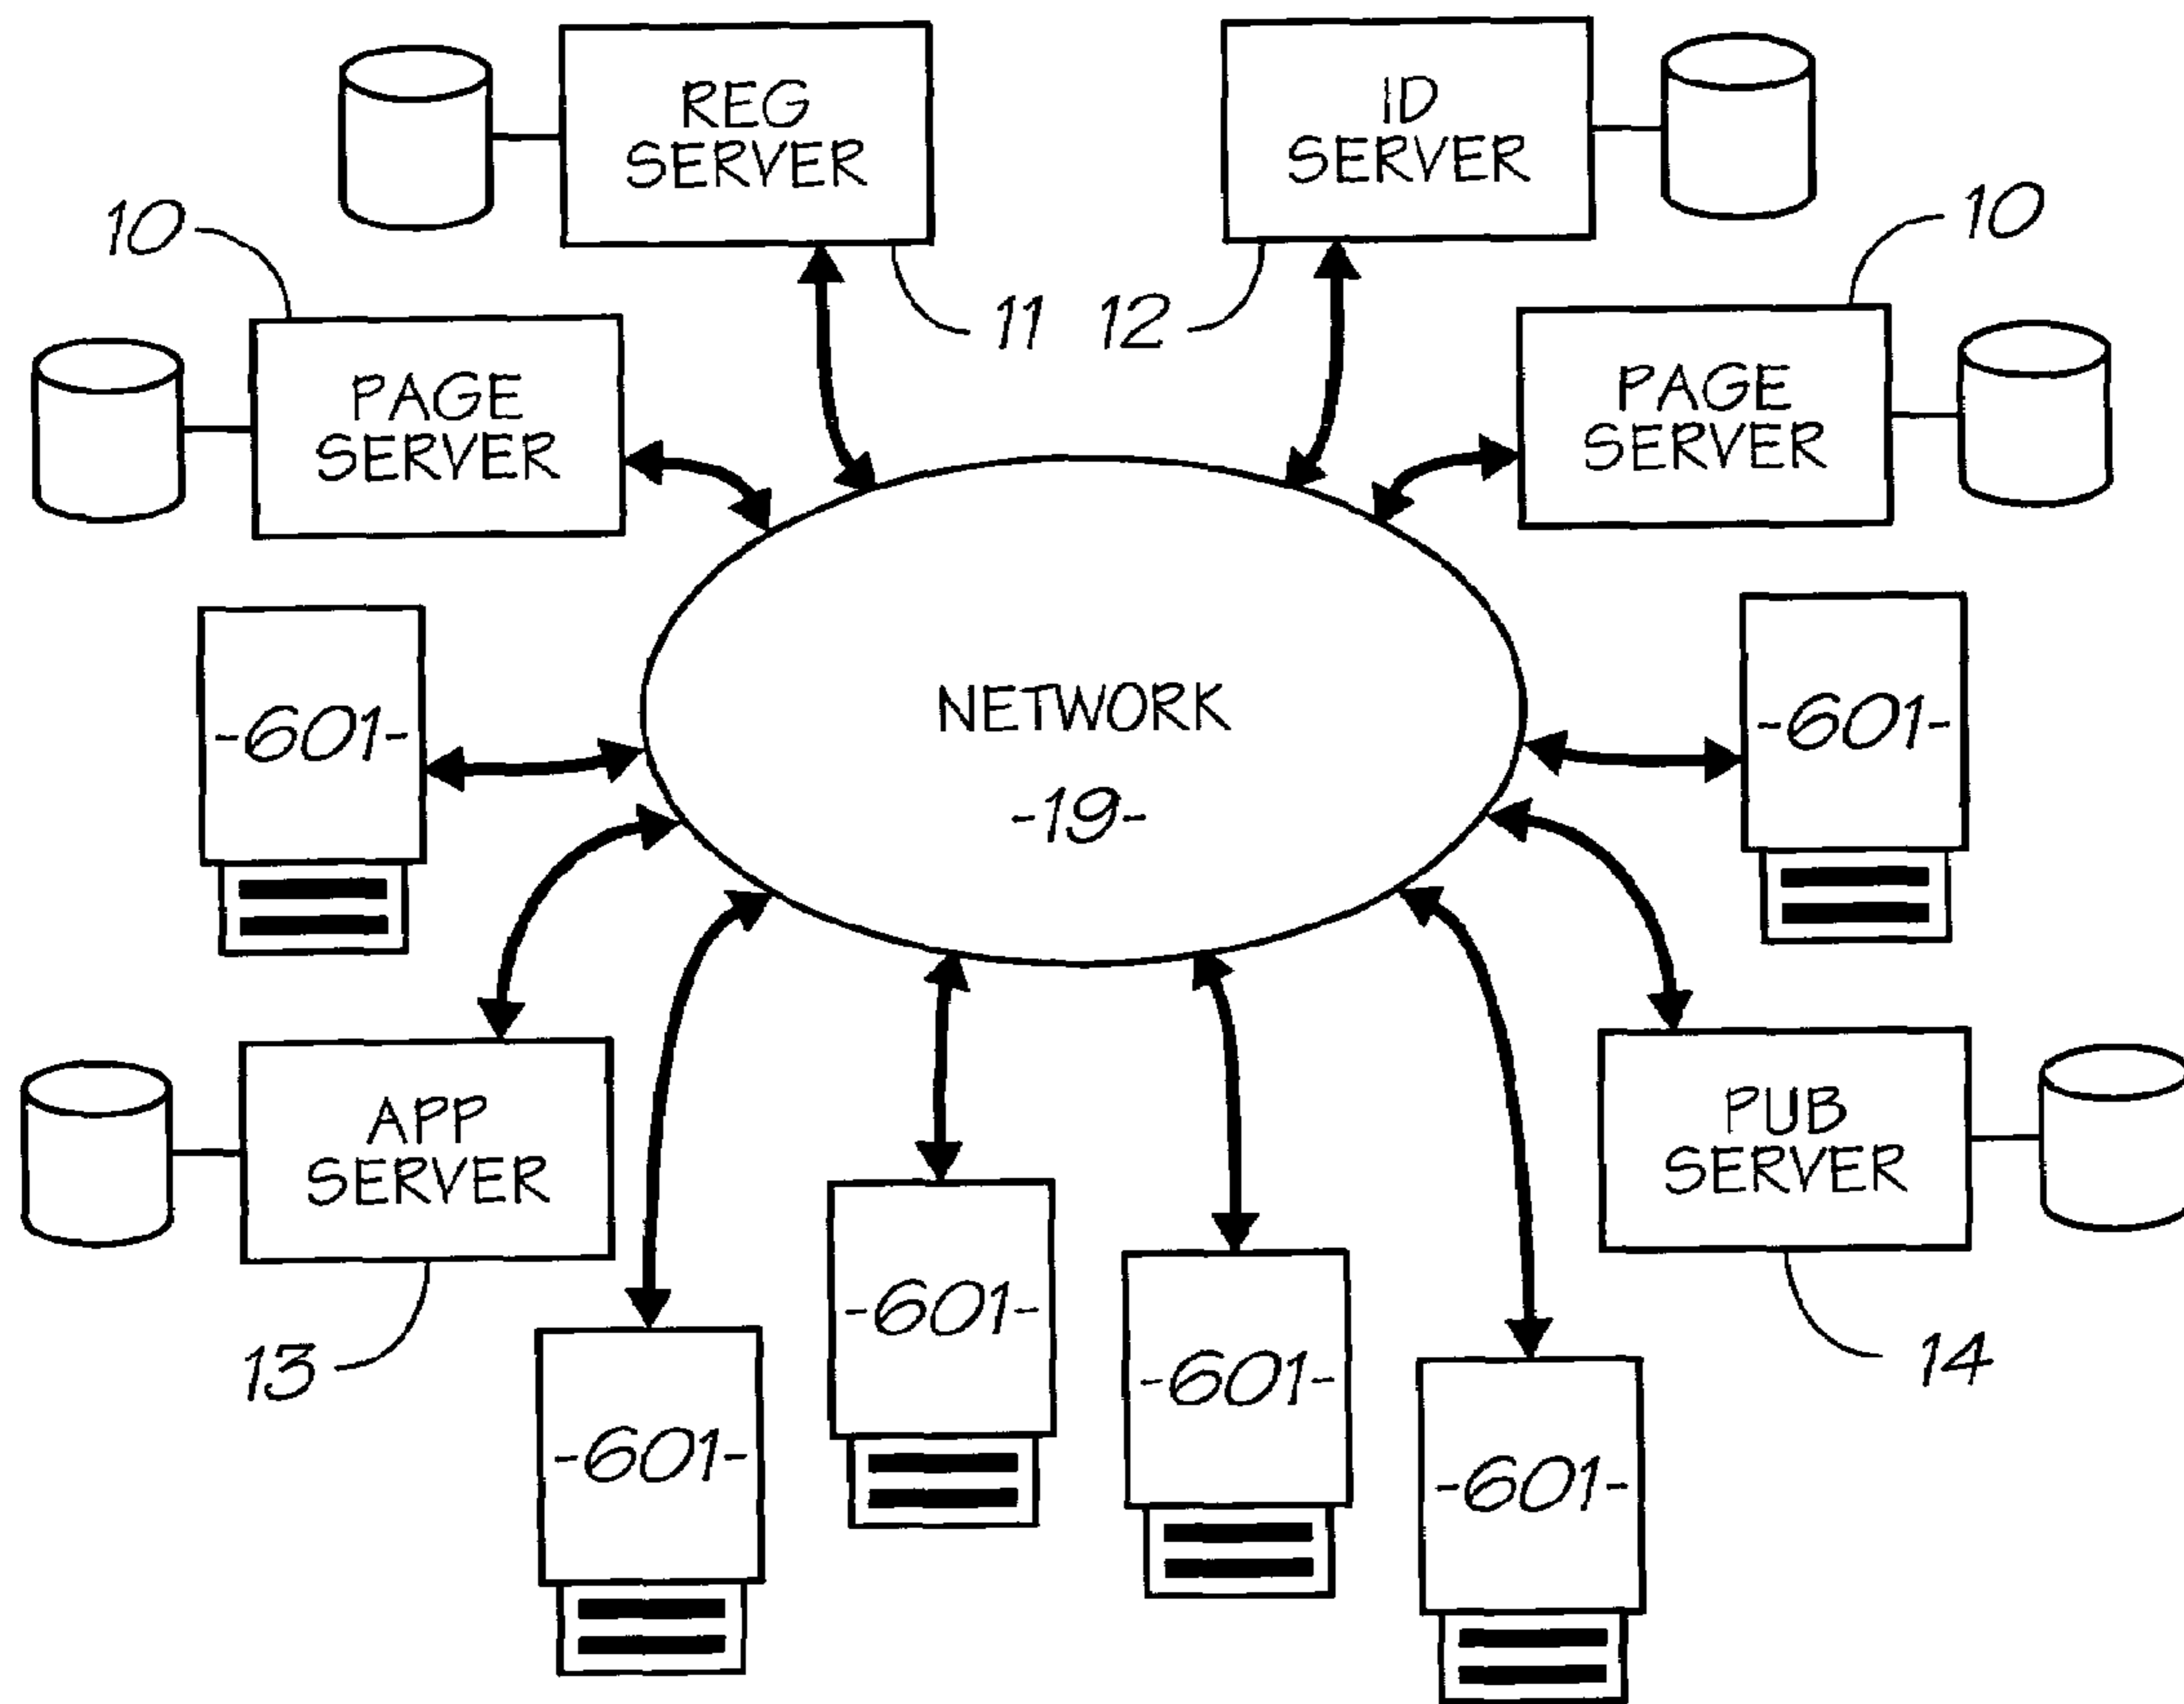 REG
SERVER
ID
SERVER
10
10
11
12
PAGE
SERVER
PAGE
SERVER
-601-
NETWORK
-19-
-601-
APP
SERVER
PUB
SERVER
-601-
-601-
13
14
-601-
-601-